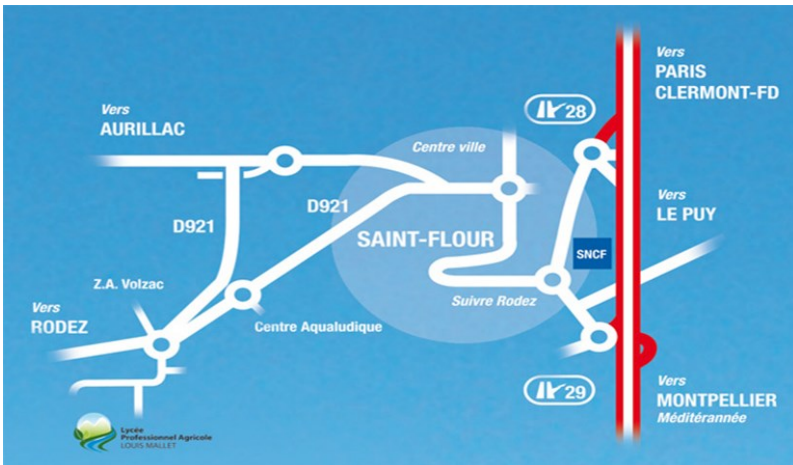 Vers
PARIS
CLERMONT-FD
28
Vers
AURILLAC
Centre ville
Vers
LE PUY
D921
D921
SAINT-FLOUR
SNCF
Z.A. Volzac
Suivre Rodez
Vers
RODEZ
Centre Aqualudique
29
Vers
MONTPELLIER
Méditérannée
Lycée
Professionnel Agricole
LOUIS MALLET